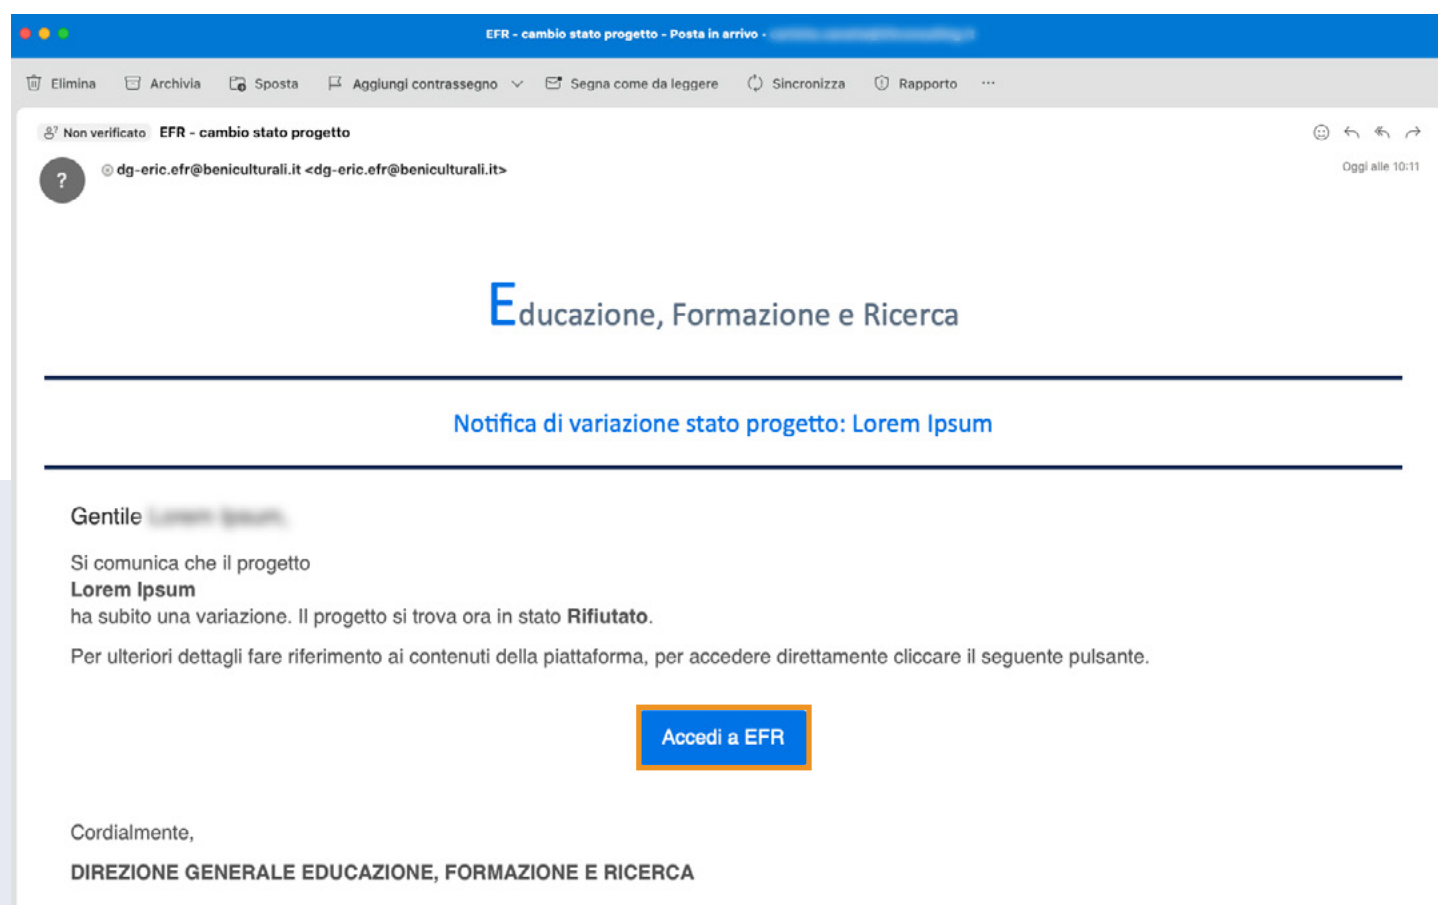 EFR - cambio stato progetto - Posta in arrivo -
Elimina Archivia Sposta Aggiungi contrassegno Segna come da leggere Sincronizza Rapporto ...
Non verificato EFR - cambio stato progetto
? dg-eric.efr@beniculturali.it <dg-eric.efr@beniculturali.it> Oggi alle 10:11
Educazione, Formazione e Ricerca
Notifica di variazione stato progetto: Lorem Ipsum
Gentile
Si comunica che il progetto
Lorem Ipsum
ha subito una variazione. Il progetto si trova ora in stato Rifiutato.
Per ulteriori dettagli fare riferimento ai contenuti della piattaforma, per accedere direttamente cliccare il seguente pulsante.
Accedi a EFR
Cordialmente,
DIREZIONE GENERALE EDUCAZIONE, FORMAZIONE E RICERCA